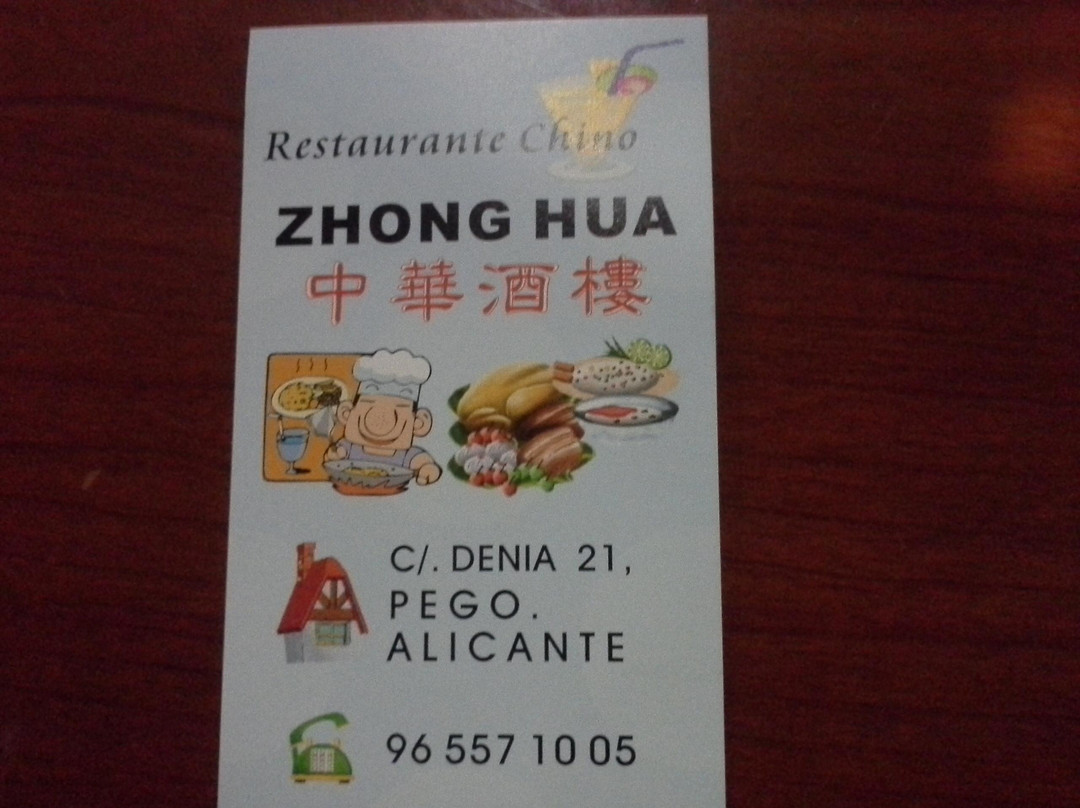 Restaurante Chino
ZHONG HUA
中華酒樓
C/. DENIA 21,
PEGO.
ALICANTE
96 557 10 05